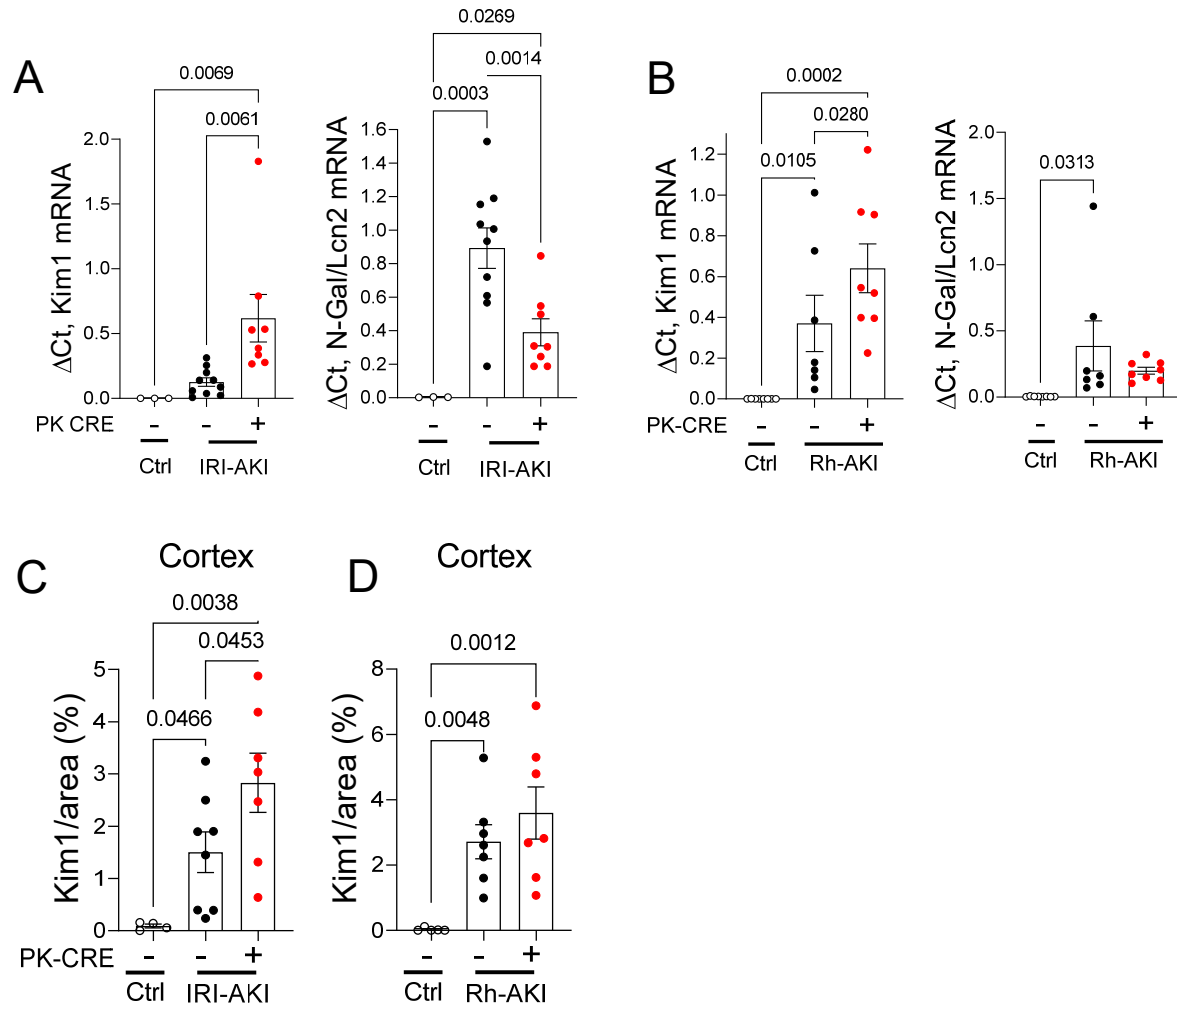 A
0.0069
0.0061
ΔCt, Kim1 mRNA
2.0
1.5
1.0
0.5
0.0
PK CRE
- +
Ctrl IRI-AKI
0.0269
0.0014
0.0003
ΔCt, N-Gal/Lcn2 mRNA
1.6
1.4
1.2
1.0
0.8
0.6
0.4
0.2
0.0
- +
Ctrl IRI-AKI
B
0.0002
0.0280
0.0105
ΔCt, Kim1 mRNA
1.2
1.0
0.8
0.6
0.4
0.2
0.0
PK-CRE
- - +
Ctrl Rh-AKI
0.0313
ΔCt, N-Gal/Lcn2 mRNA
2.0
1.5
1.0
0.5
0.0
- - +
Ctrl Rh-AKI
C
Cortex
0.0038
0.0453
0.0466
Kim1/area (%)
5
4
3
2
1
0
PK-CRE
- - +
Ctrl IRI-AKI
D
Cortex
0.0012
0.0048
Kim1/area (%)
8
6
4
2
0
- - +
Ctrl Rh-AKI